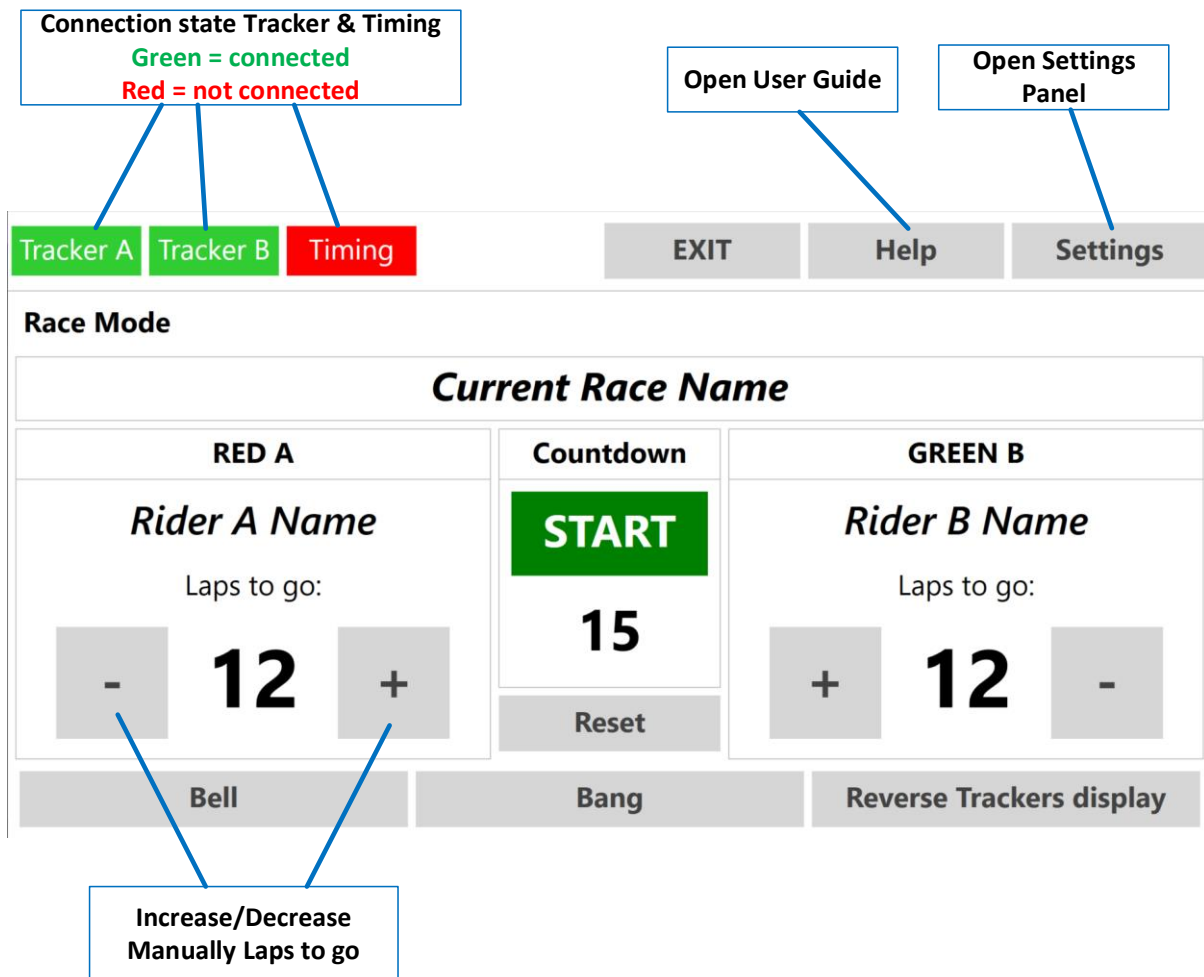 Connection state Tracker & Timing
Green = connected
Red = not connected
Open User Guide
Open Settings
Panel
Tracker A Tracker B Timing EXIT Help Settings
Race Mode
Current Race Name
RED A Countdown GREEN B
Rider A Name START Rider B Name
Laps to go: Laps to go:
- 12 + 15 + 12 -
Reset
Bell Bang Reverse Trackers display
Increase/Decrease
Manually Laps to go